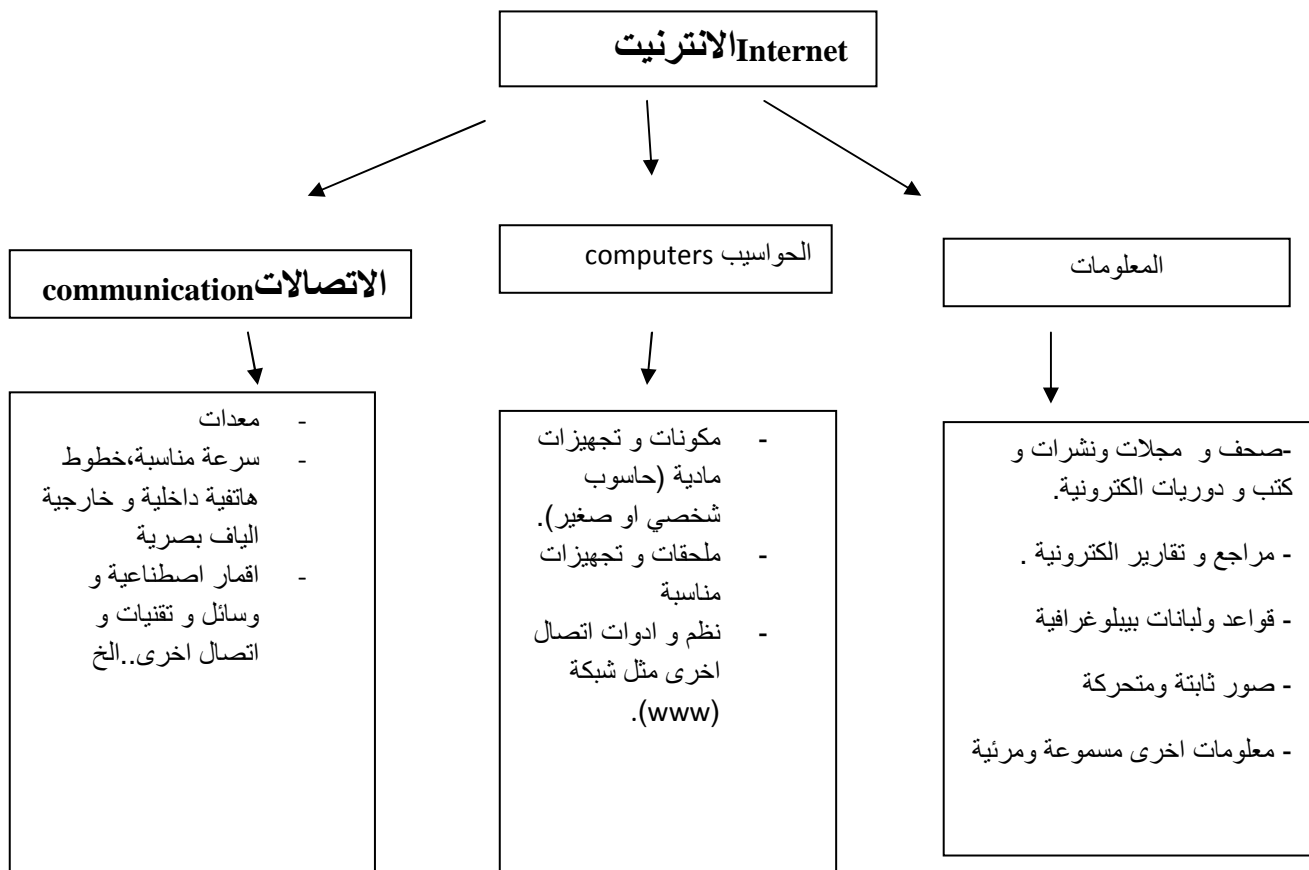 الانترنيتInternet
المعلومات
الحواسيب computers
الاتصالاتcommunication
-صحف و مجلات ونشرات و
كتب و دوريات الكترونية.
- مراجع و تقارير الكترونية .
- قواعد ولبانات بيبلوغرافية
- صور ثابتة ومتحركة
- معلومات اخرى مسموعة ومرئية
- مكونات و تجهيزات
مادية (حاسوب
شخصي او صغير).
- ملحقات و تجهيزات
مناسبة
- نظم و ادوات اتصال
اخرى مثل شبكة
(www).
- معدات
- سرعة مناسبة،خطوط
هاتفية داخلية و خارجية
الياف بصرية
- اقمار اصطناعية و
وسائل و تقنيات و
اتصال اخرى..الخ